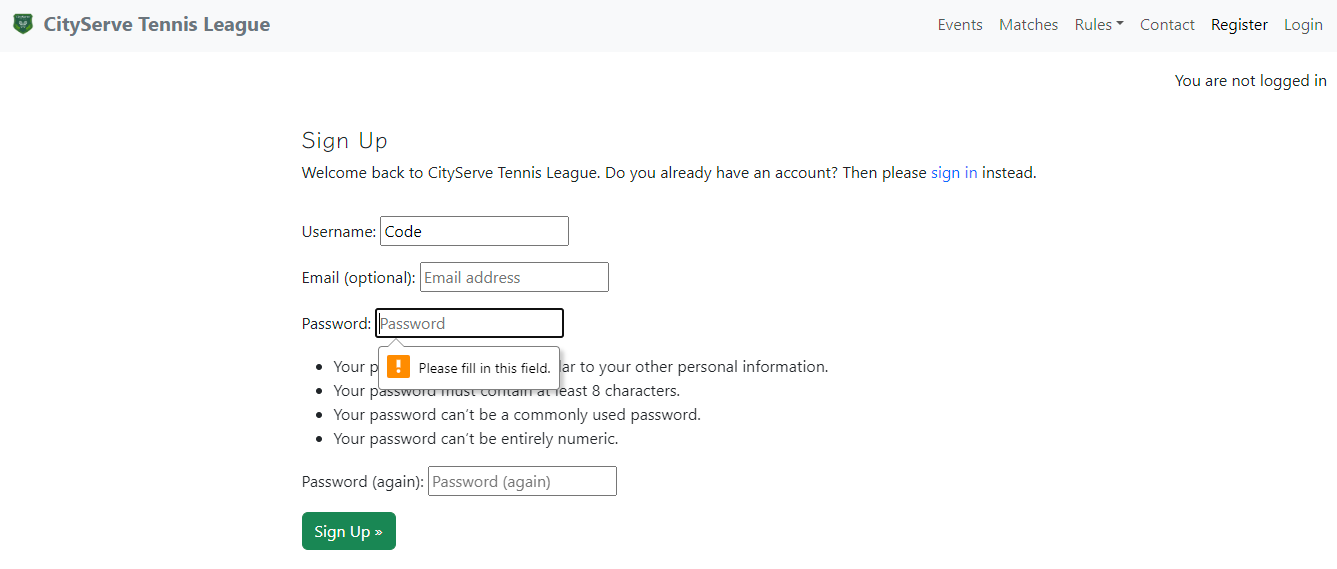 CityServe Tennis League
Events Matches Rules Contact Register Login
You are not logged in
Sign Up
Welcome back to CityServe Tennis League. Do you already have an account? Then please sign in instead.
Username: Code
Email (optional): Email address
Password: Password
Please fill in this field.
Your p lar to your other personal information.
Your password must contain at least 8 characters.
Your password can't be a commonly used password.
Your password can't be entirely numeric.
Password (again): Password (again)
Sign Up »